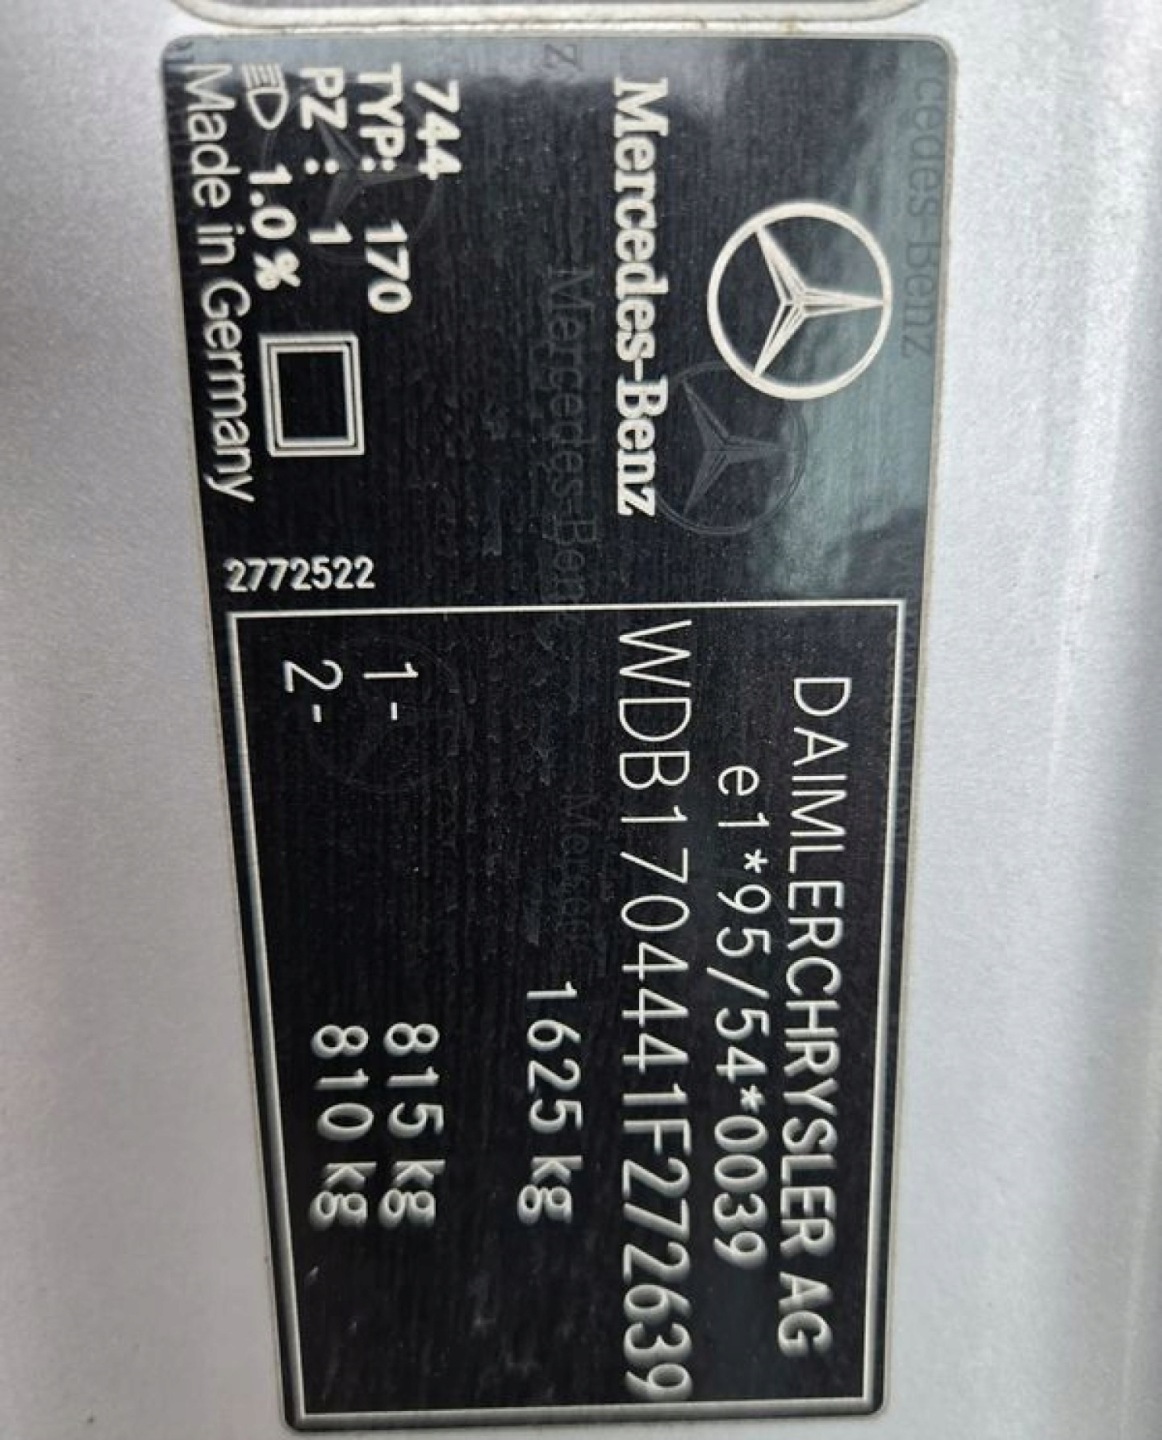 Mercedes-Benz
744
TYP: 170
PZ: 1
1.0 %
Made in Germany
2772522
DAIMLERCHRYSLER AG
e1*95/54*0039
WDB1704441F272639
1625 kg
1- 815 kg
2- 810 kg